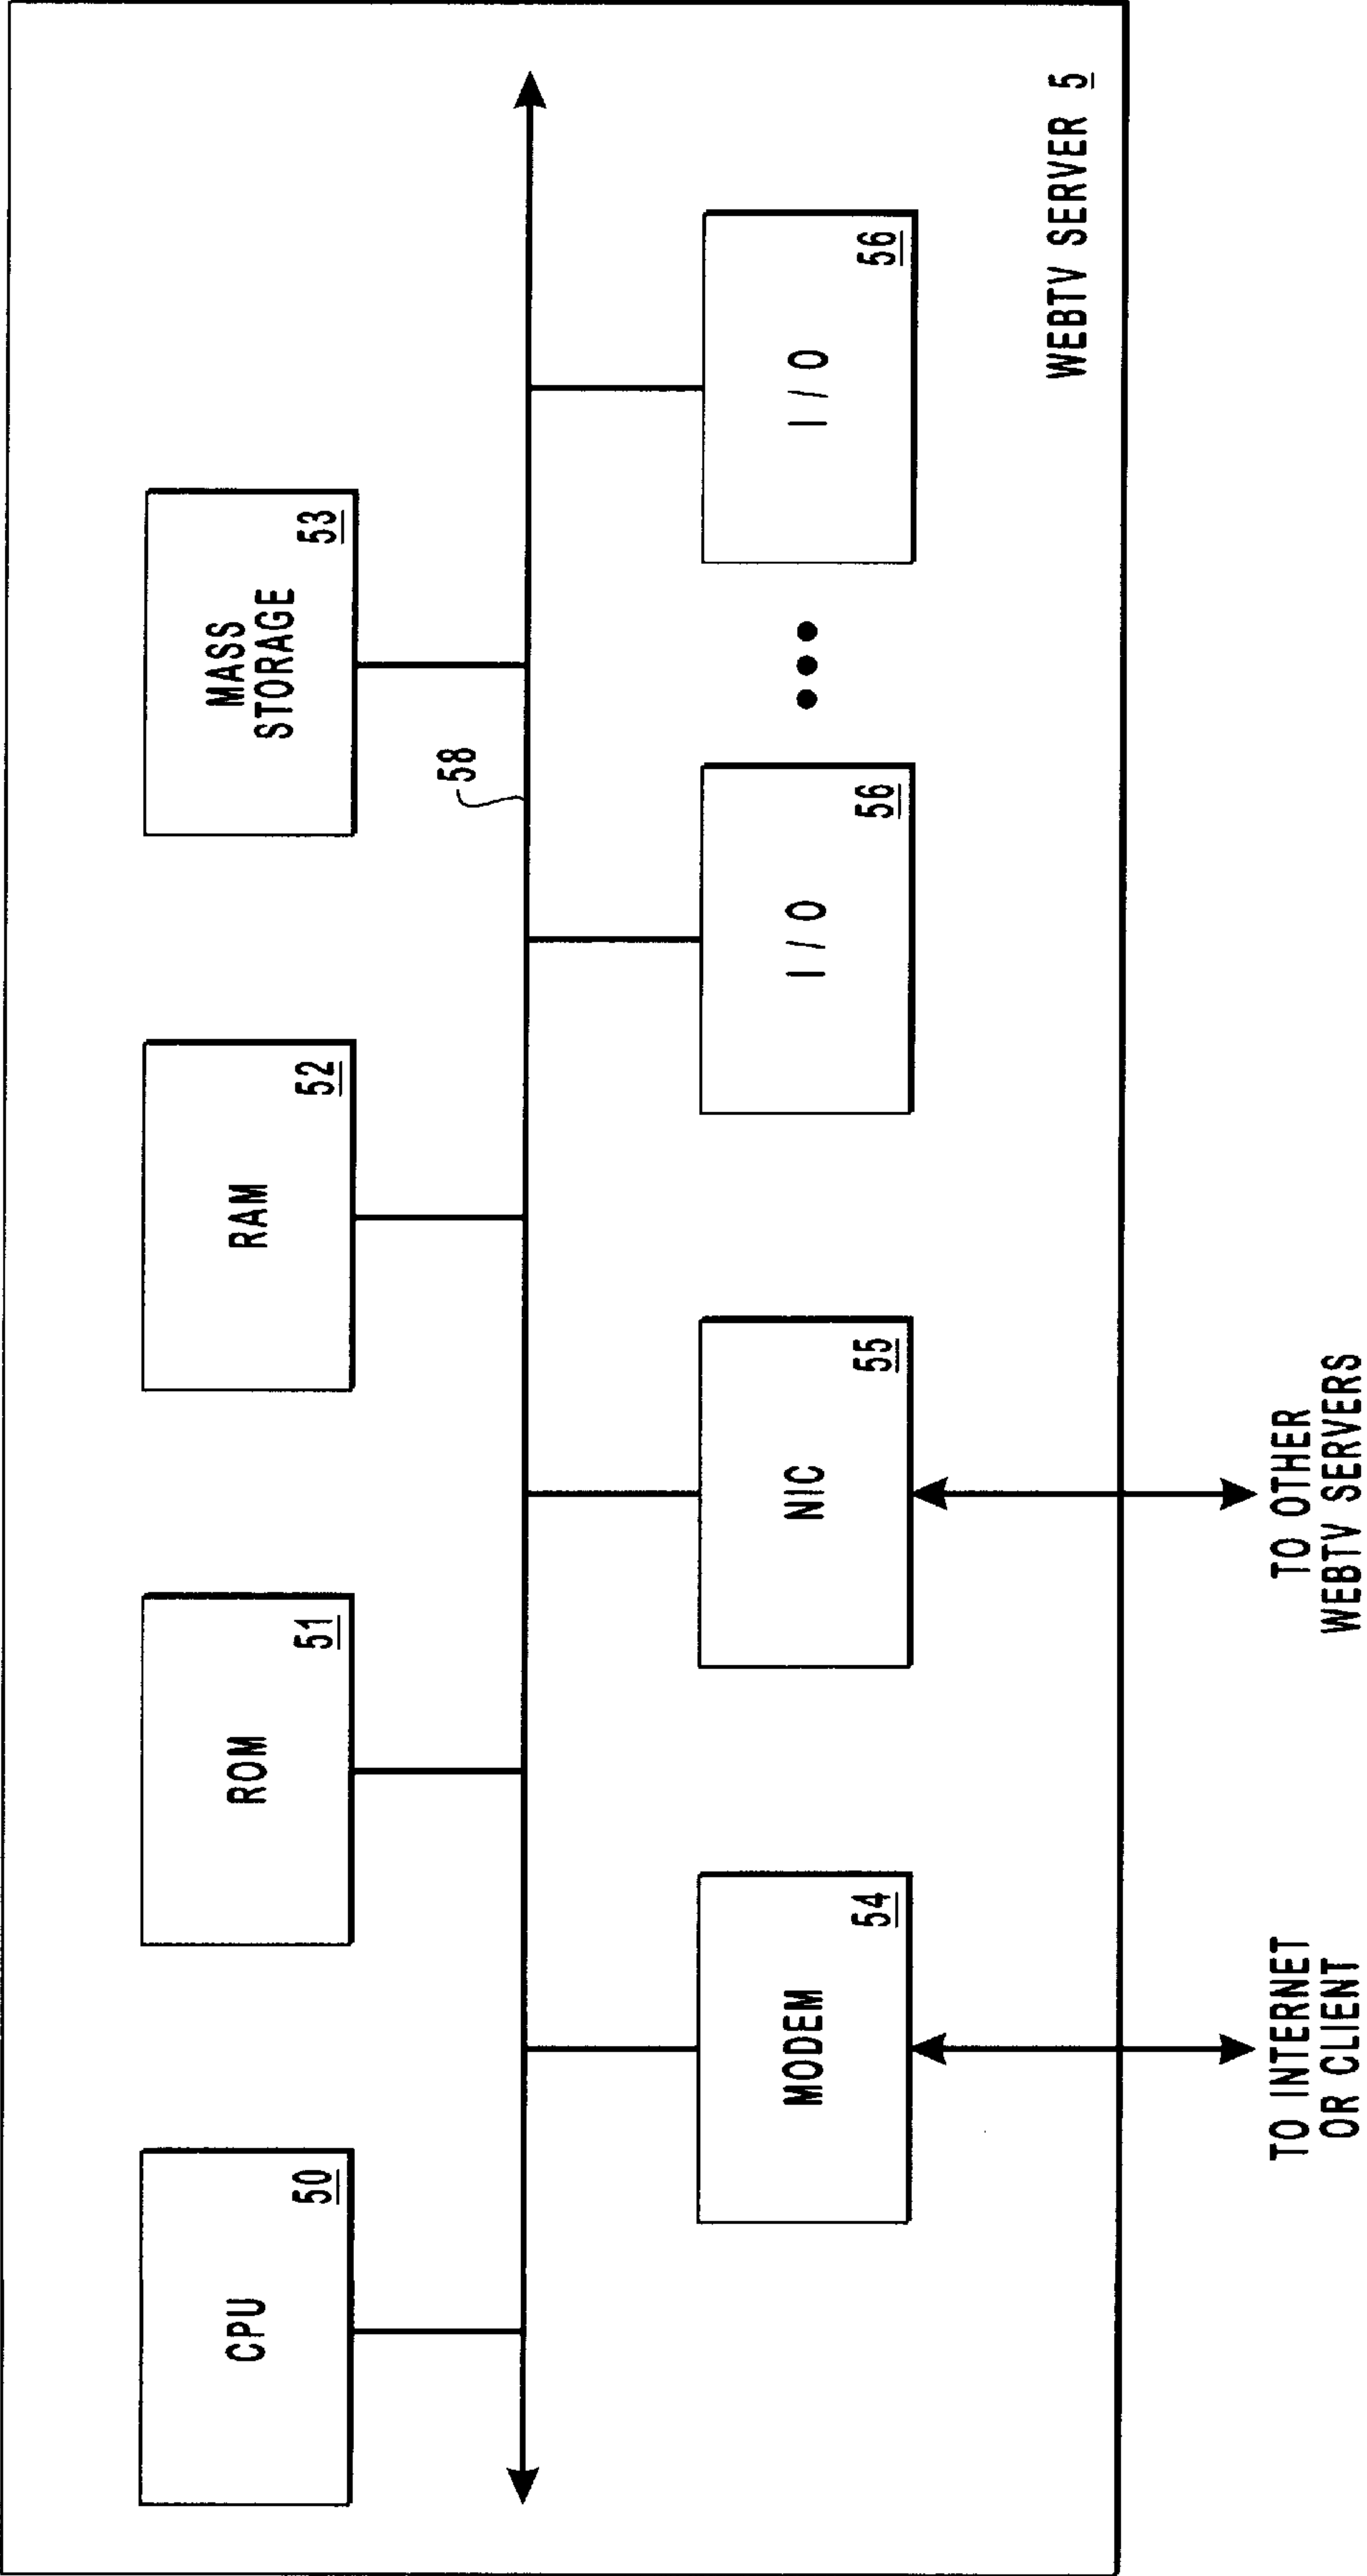 CPU
50
ROM
51
RAM
52
MASS
STORAGE
53
58
MODEM
54
NIC
55
I / O
56
I / O
56
WEBTV SERVER 5
TO INTERNET
OR CLIENT
TO OTHER
WEBTV SERVERS